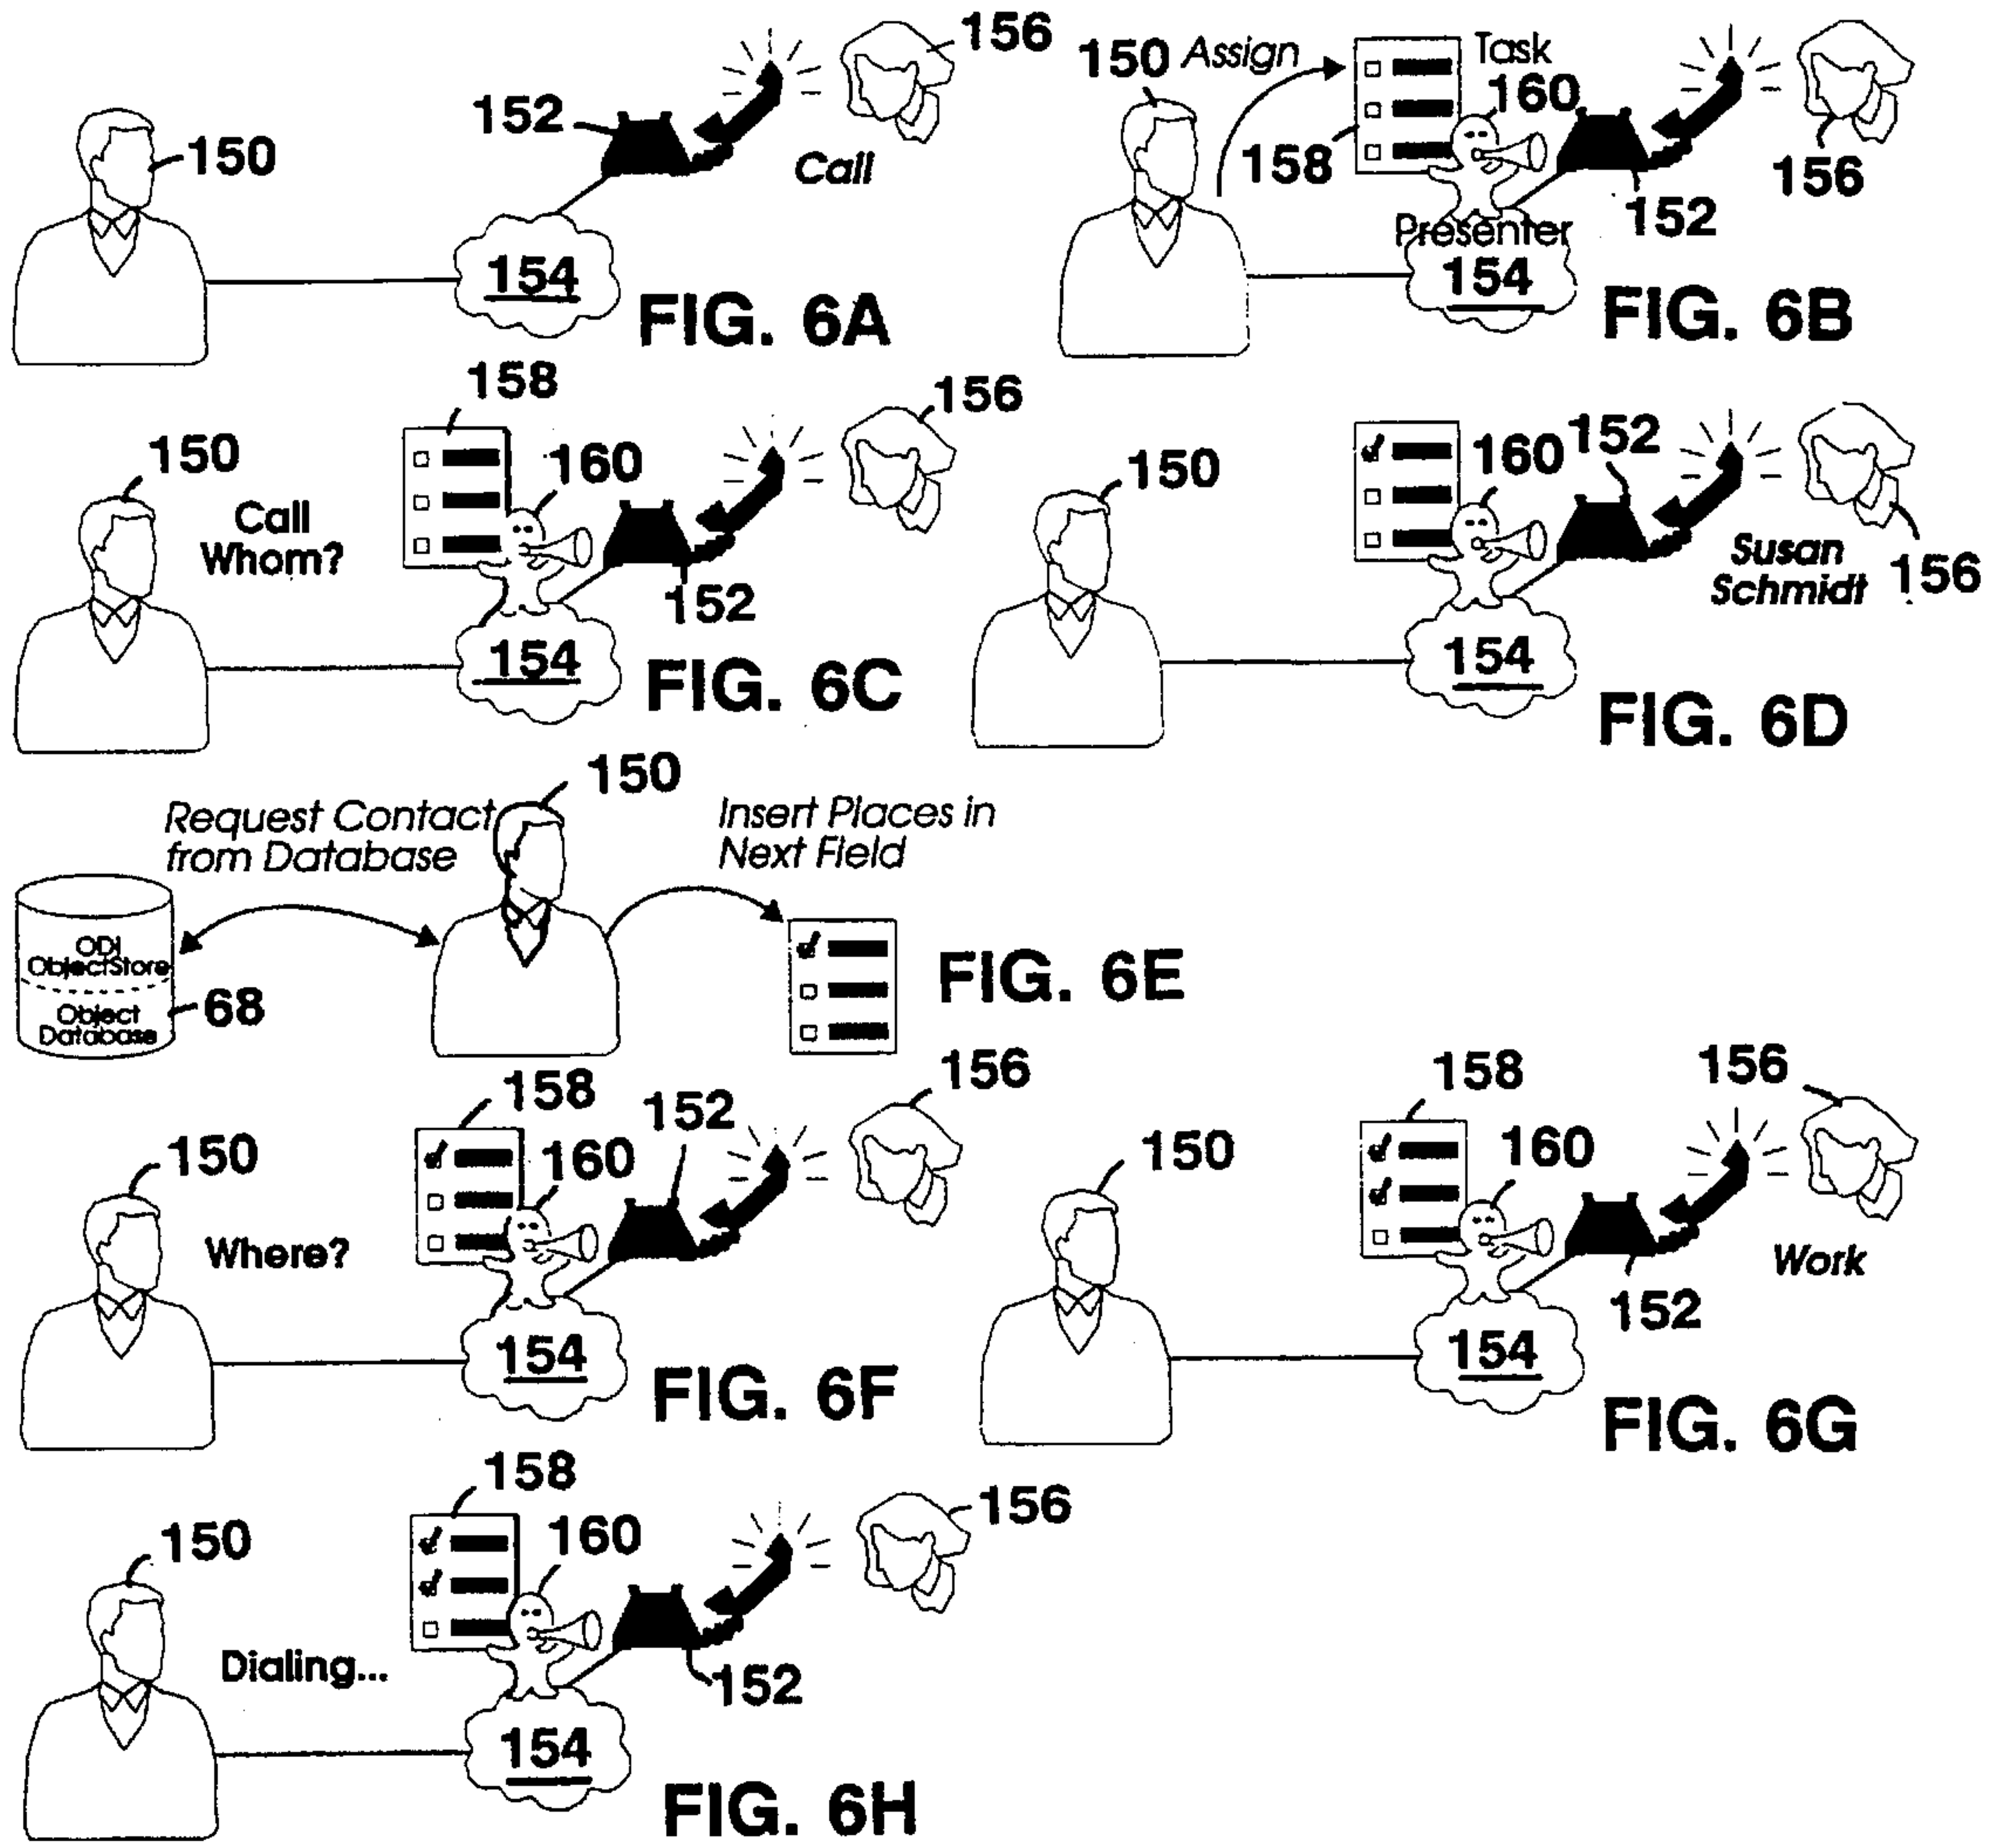 156
152
150
Call
154
FIG. 6A
150 Assign
Task
160
158
156
152
Presenter
154
FIG. 6B
158
156
150
160
Call
Whom?
152
154
FIG. 6C
160 152
150
Susan
Schmidt
156
154
FIG. 6D
150
Request Contact
from Database
Insert Places in
Next Field
ODI
ObjectStore
68
Object
Database
FIG. 6E
158
152
156
150
160
Where?
154
FIG. 6F
158
156
150
160
Work
152
154
FIG. 6G
158
156
150
160
Dialing...
152
154
FIG. 6H